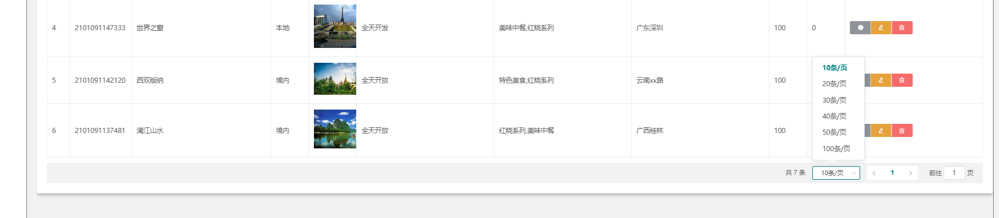 4 2101091147333 世界之窗 本地 全天开发 美味中餐,红烧系列 广东深圳 100 0
5 2101091142120 西双版纳 境内 全天开放 特色美食,红烧系列 云南xx路 100
6 2101091137481 漓江山水 境内 全天开放 红烧系列,美味中餐 广西桂林 100
10条/页
20条/页
30条/页
40条/页
50条/页
100条/页
共 7 条 10条/页 1 前往 1 页